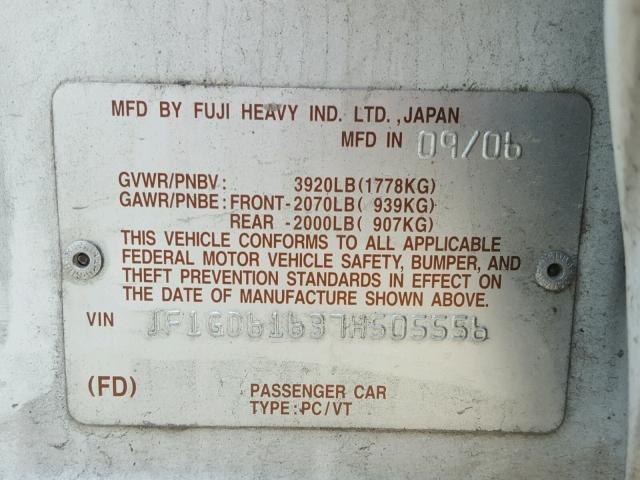 MFD BY FUJI HEAVY IND. LTD., JAPAN
MFD IN 09/06
GVWR/PNBV: 3920LB(1778KG)
GAWR/PNBE: FRONT-2070LB( 939KG)
REAR -2000LB( 907KG)
THIS VEHICLE CONFORMS TO ALL APPLICABLE
FEDERAL MOTOR VEHICLE SAFETY, BUMPER, AND
THEFT PREVENTION STANDARDS IN EFFECT ON
THE DATE OF MANUFACTURE SHOWN ABOVE.
VIN JF1GD61637H505556
(FD) PASSENGER CAR
TYPE:PC/VT